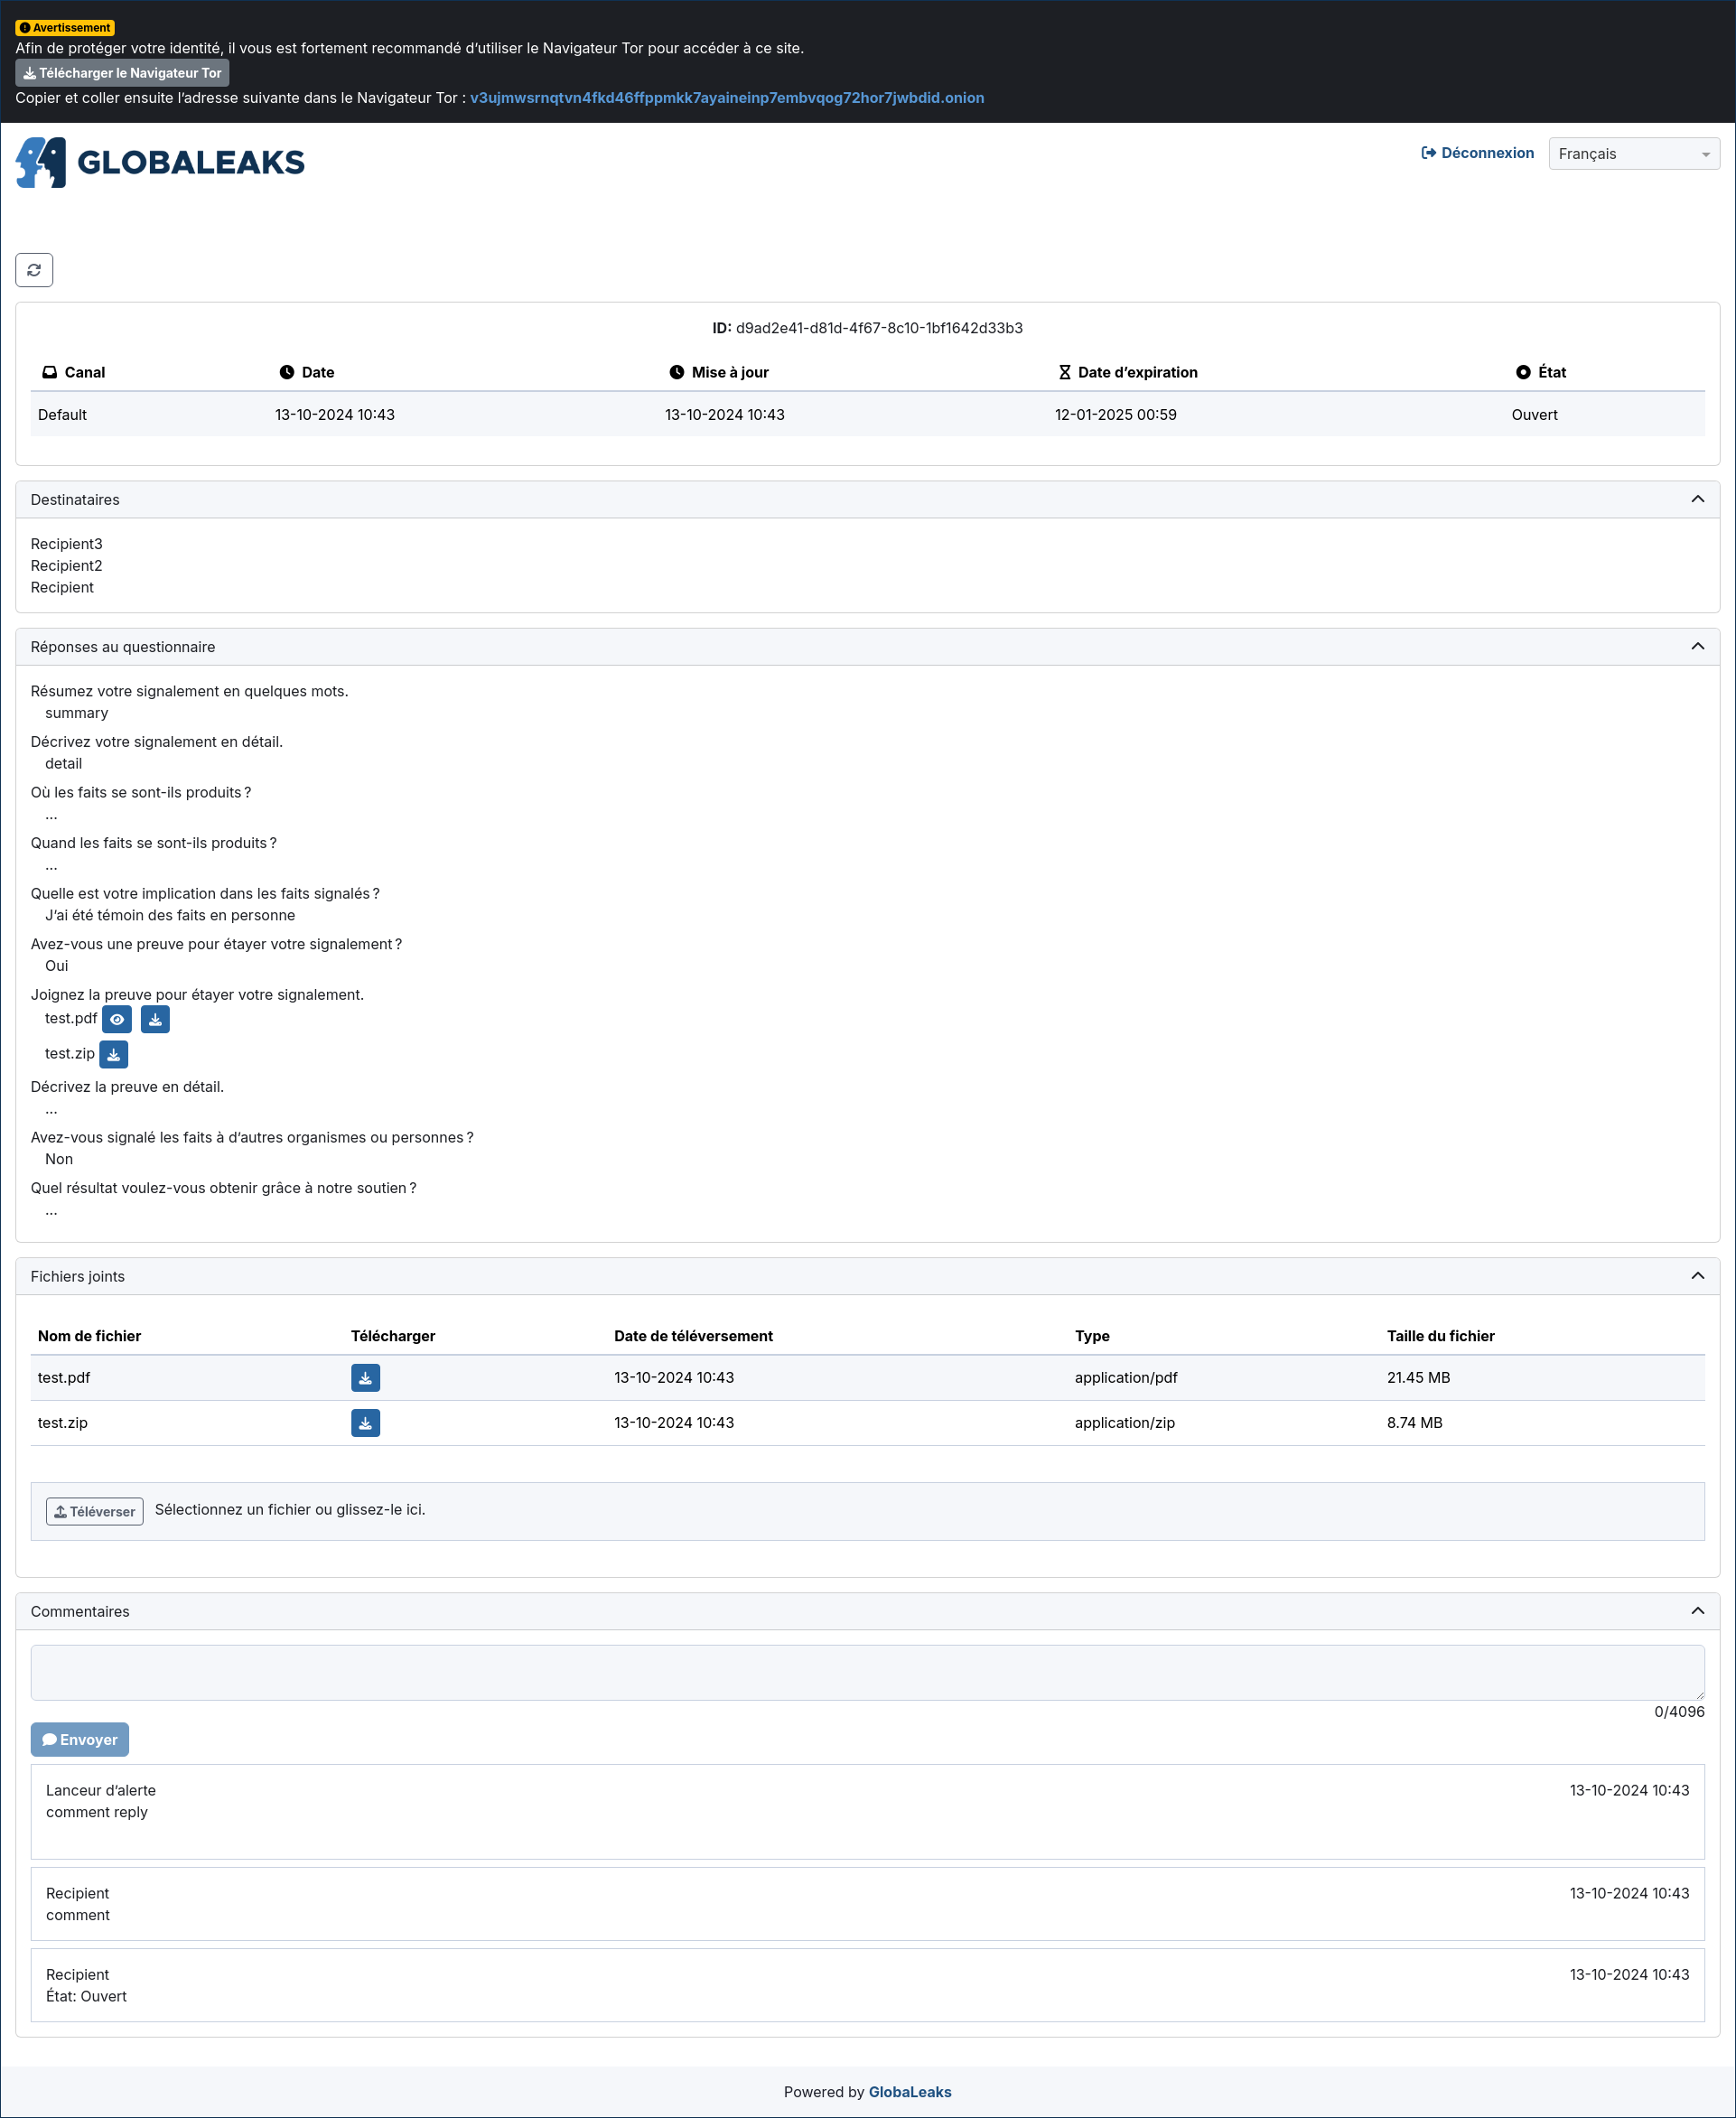 Avertissement
Afin de protéger votre identité, il vous est fortement recommandé d’utiliser le Navigateur Tor pour accéder à ce site.
Télécharger le Navigateur Tor
Copier et coller ensuite l’adresse suivante dans le Navigateur Tor : v3ujmwsrnqtvn4fkd46ffppmkk7ayaineinp7embvqog72hor7jwbdid.onion
GLOBALEAKS
Déconnexion
Français
ID: d9ad2e41-d81d-4f67-8c10-1bf1642d33b3
Canal Date Mise à jour Date d’expiration État
Default 13-10-2024 10:43 13-10-2024 10:43 12-01-2025 00:59 Ouvert
Destinataires
Recipient3
Recipient2
Recipient
Réponses au questionnaire
Résumez votre signalement en quelques mots.
summary
Décrivez votre signalement en détail.
detail
Où les faits se sont-ils produits ?
...
Quand les faits se sont-ils produits ?
...
Quelle est votre implication dans les faits signalés ?
J’ai été témoin des faits en personne
Avez-vous une preuve pour étayer votre signalement ?
Oui
Joignez la preuve pour étayer votre signalement.
test.pdf
test.zip
Décrivez la preuve en détail.
...
Avez-vous signalé les faits à d’autres organismes ou personnes ?
Non
Quel résultat voulez-vous obtenir grâce à notre soutien ?
...
Fichiers joints
Nom de fichier Télécharger Date de téléversement Type Taille du fichier
test.pdf 13-10-2024 10:43 application/pdf 21.45 MB
test.zip 13-10-2024 10:43 application/zip 8.74 MB
Téléverser Sélectionnez un fichier ou glissez-le ici.
Commentaires
0/4096
Envoyer
Lanceur d’alerte 13-10-2024 10:43
comment reply
Recipient 13-10-2024 10:43
comment
Recipient 13-10-2024 10:43
État: Ouvert
Powered by GlobaLeaks